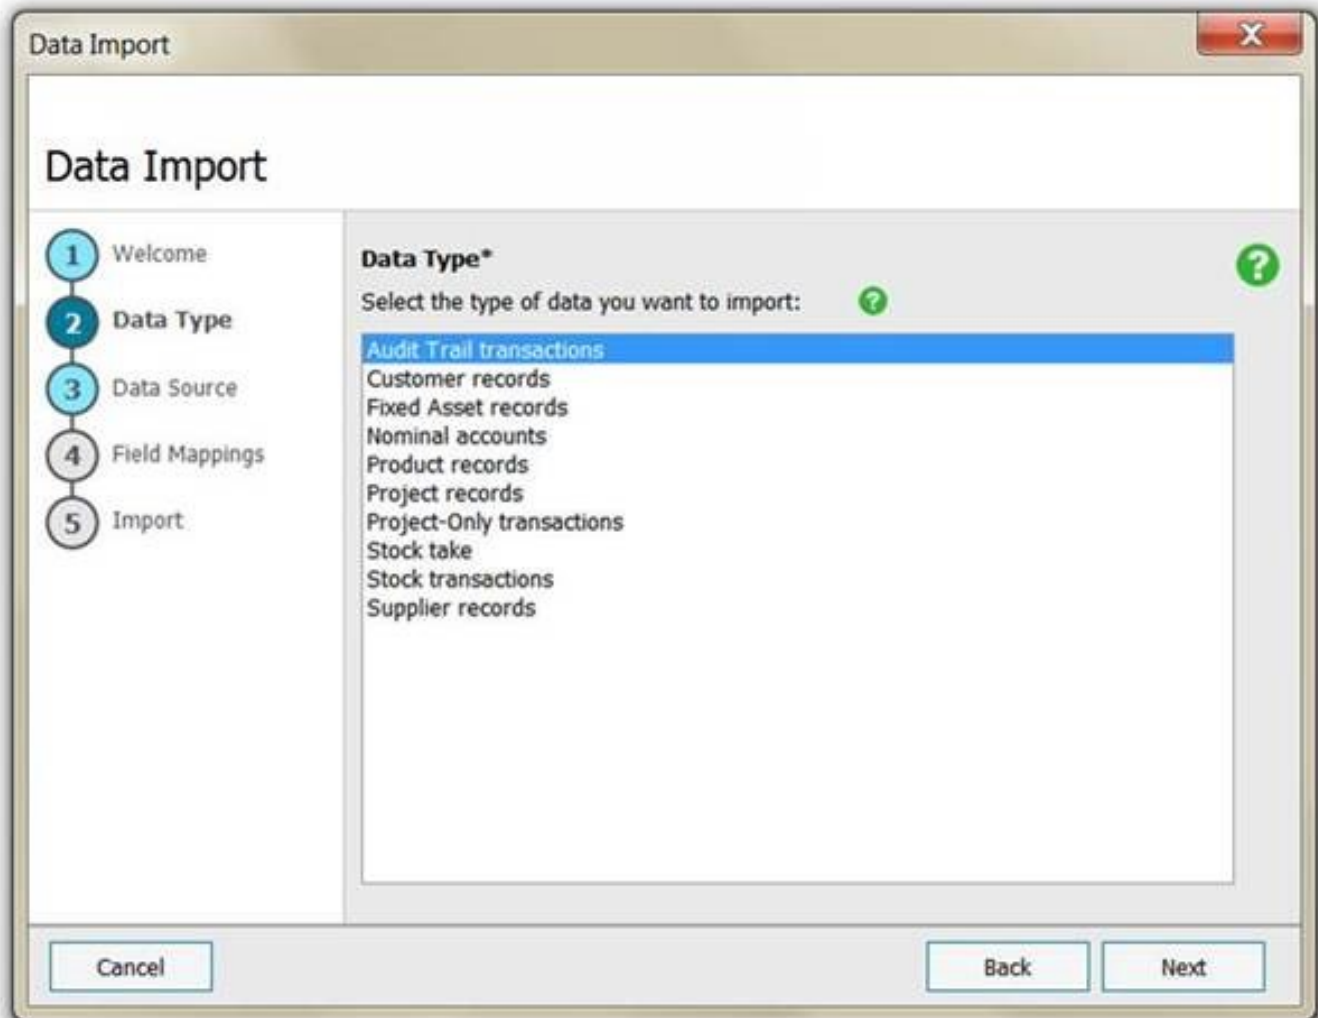 Data Import
X
Data Import
1 Welcome
2 Data Type
3 Data Source
4 Field Mappings
5 Import
Data Type*
?
Select the type of data you want to import: ?
Audit Trail transactions
Customer records
Fixed Asset records
Nominal accounts
Product records
Project records
Project-Only transactions
Stock take
Stock transactions
Supplier records
Cancel
Back
Next